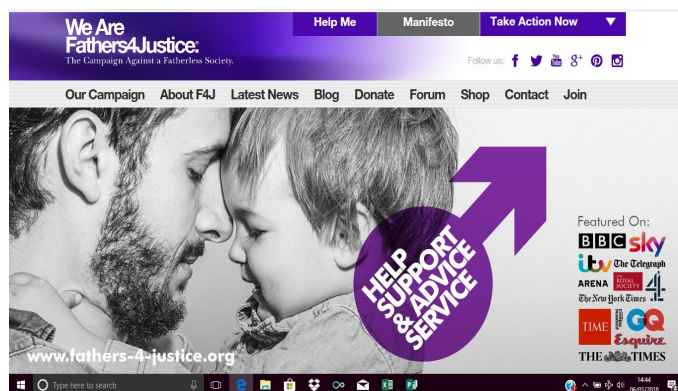 We Are
Fathers4Justice:
The Campaign Against a Fatherless Society.
Help Me
Manifesto
Take Action Now
Follow us:
Our Campaign About F4J Latest News Blog Donate Forum Shop Contact Join
HELP
SUPPORT
& ADVICE
SERVICE
Featured On:
BBC sky
itv The Telegraph
ARENA ROYAL SOCIETY 4
The New York Times
TIME GQ
Esquire
THE TIMES
www.fathers-4-justice.org
Type here to search
14:44
06/01/2018